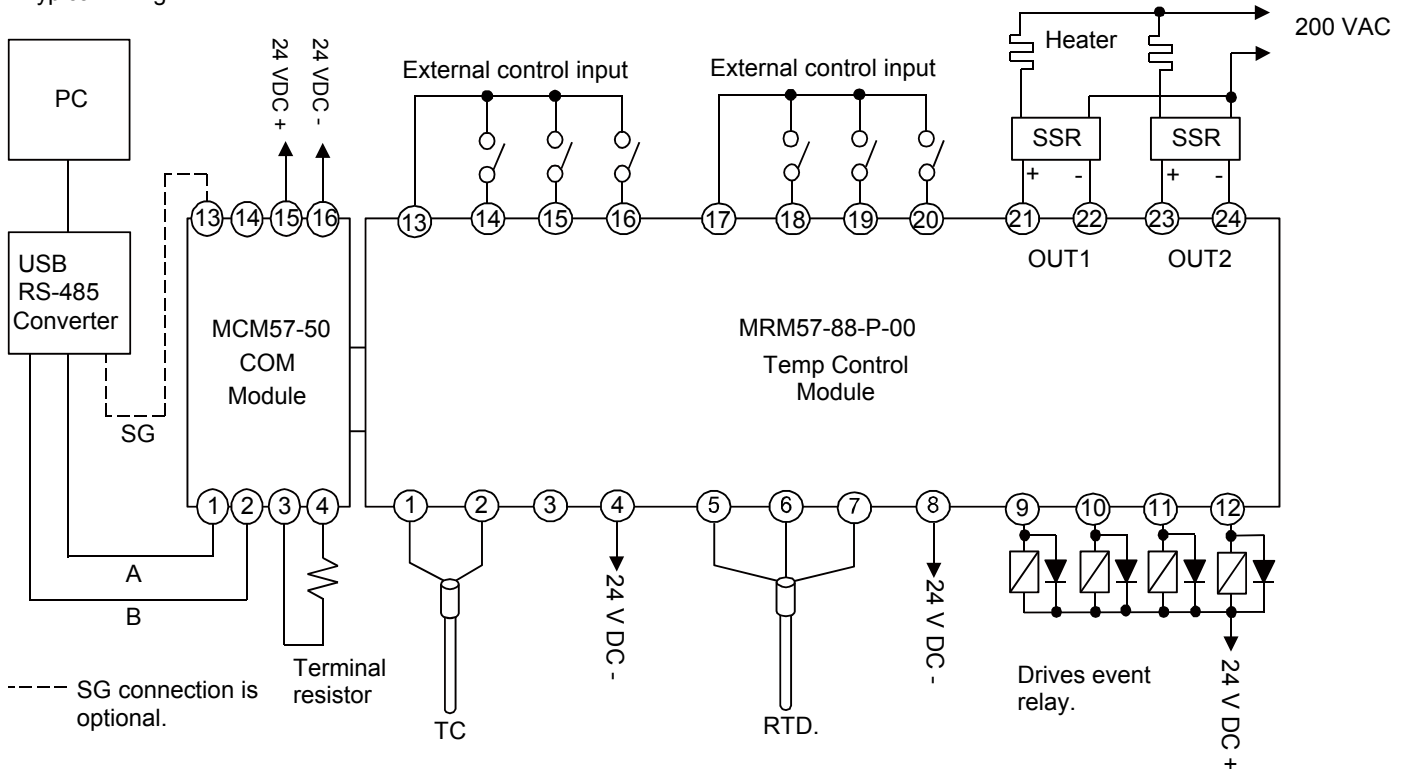 PC
24 VDC +
24 VDC -
External control input
External control input
Heater
200 VAC
SSR
SSR
+ -
+ -
13 14 15 16
13 14 15 16 17 18 19 20 21 22 23 24
OUT1
OUT2
USB
RS-485
Converter
MCM57-50
COM
Module
MRM57-88-P-00
Temp Control
Module
SG
1 2 3 4
1 2 3 4 5 6 7 8 9 10 11 12
A
B
24 V DC -
24 V DC -
24 V DC +
Terminal
resistor
TC
RTD.
Drives event
relay.
SG connection is
optional.